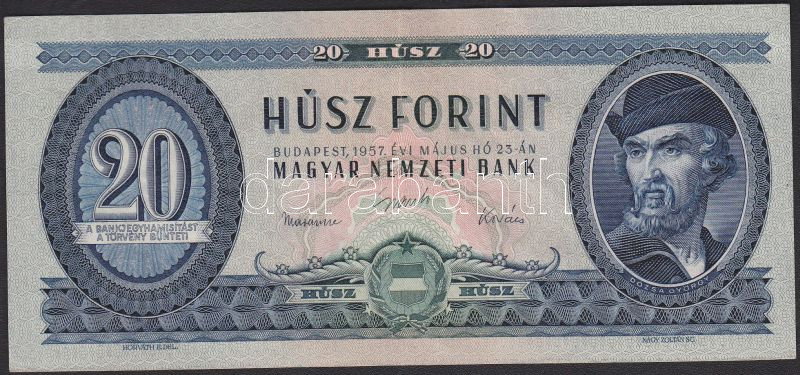 20 HÚSZ 20
HÚSZ FORINT
BUDAPEST, 1957. ÉVI MÁJUS HÓ 23-ÁN
MAGYAR NEMZETI BANK
darabanth
20
A BANKJEGYHAMISÍTÁST
A TÖRVÉNY BÜNTETI
Kovács
DÓZSA GYÖRGY
HÚSZ HÚSZ
HORVÁTH E. DEL.
NAGY ZOLTÁN SC.